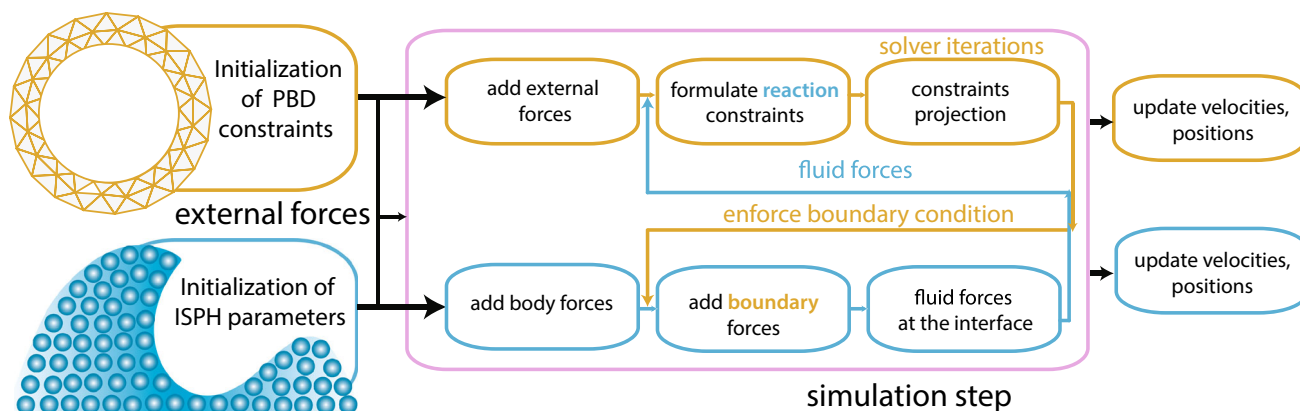 Initialization
of PBD
constraints
external forces
Initialization of
ISPH parameters
solver iterations
add external
forces
formulate reaction
constraints
constraints
projection
fluid forces
enforce boundary condition
add body forces
add boundary
forces
fluid forces
at the interface
simulation step
update velocities,
positions
update velocities,
positions